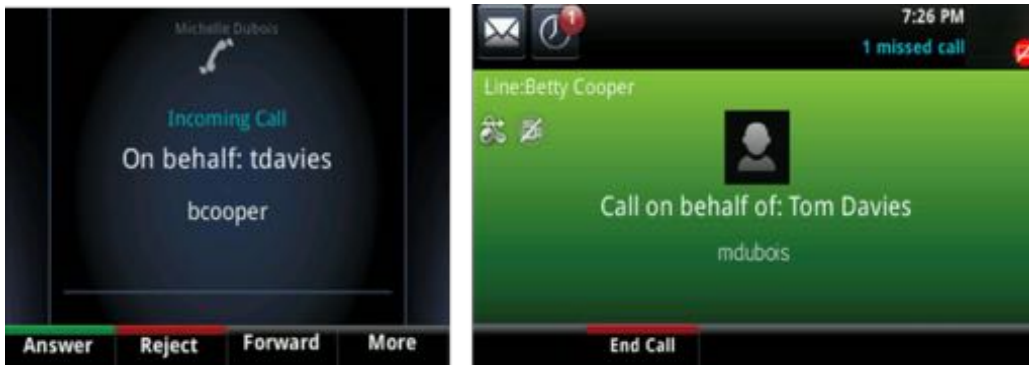 Michelle Dubois
Incoming Call
On behalf: tdavies
bcooper
Answer Reject Forward More
1
7:26 PM
1 missed call
Line:Betty Cooper
Call on behalf of: Tom Davies
mdubois
End Call